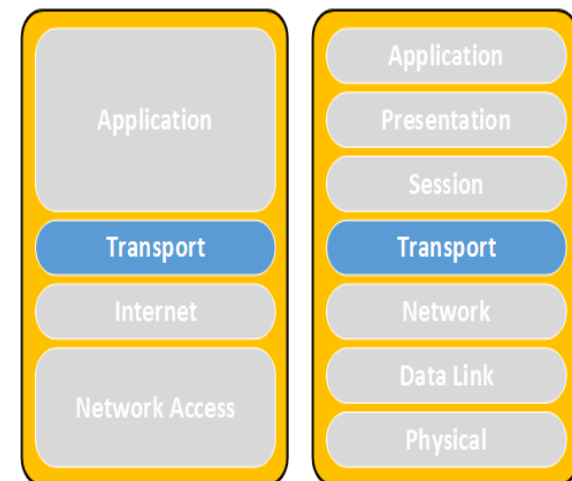 Application
Transport
Internet
Network Access
Application
Presentation
Session
Transport
Network
Data Link
Physical